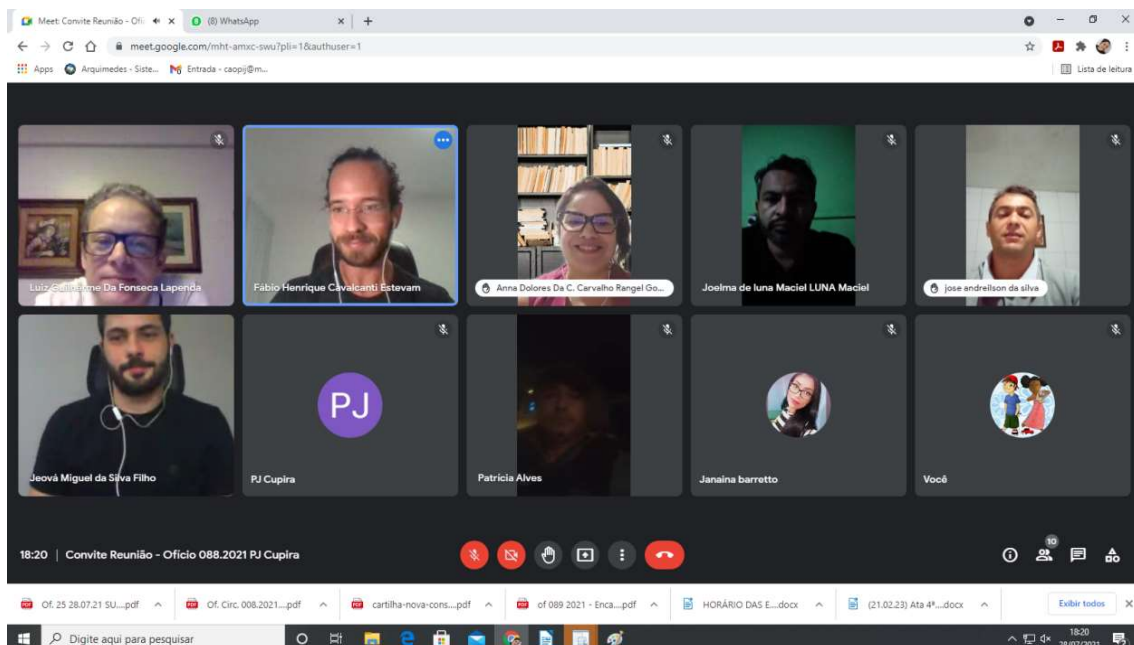 Meet: Convite Reunião - Ofi
(8) WhatsApp
meet.google.com/mht-amxc-swu?pli=1&authuser=1
Apps
Arquimedes - Siste...
Entrada - caopij@m...
Lista de leitura
Luiz Guilherme Da Fonseca Lapenda
Fábio Henrique Cavalcanti Estevam
Anna Dolores Da C. Carvalho Rangel Go...
Joelma de luna Maciel LUNA Maciel
jose andreilson da silva
Jeová Miguel da Silva Filho
PJ
PJ Cupira
Patricia Alves
Janaina barretto
Você
18:20 | Convite Reunião - Ofício 088.2021 PJ Cupira
10
Of. 25 28.07.21 SU....pdf
Of. Circ. 008.2021....pdf
cartilha-nova-cons....pdf
of 089 2021 - Enca....pdf
HORÁRIO DAS E....docx
(21.02.23) Ata 4ª....docx
Exibir todos
Digite aqui para pesquisar
18:20
28/07/2021